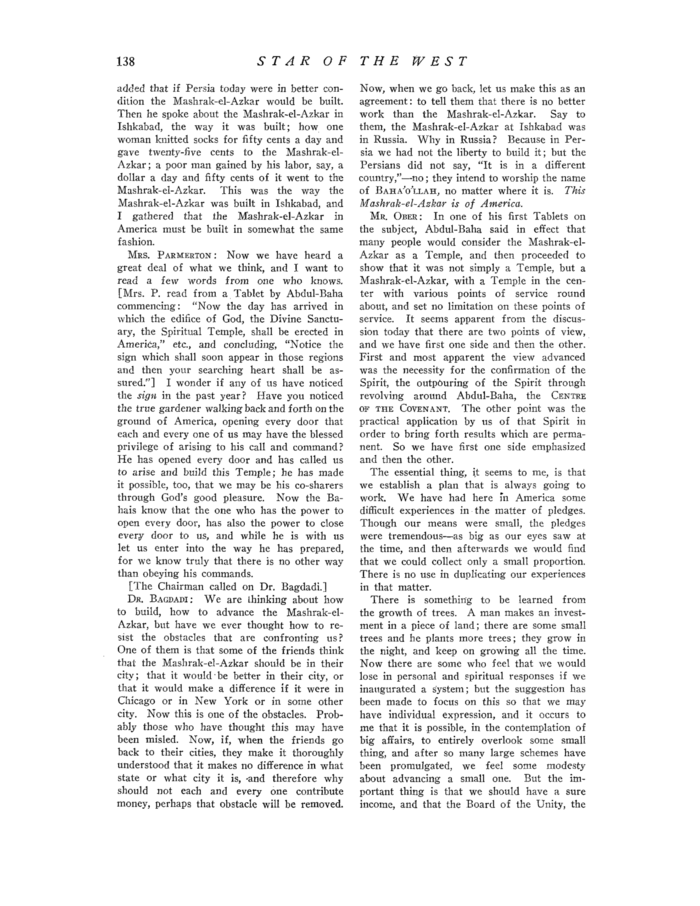 138
STAR OF THE WEST
added that if Persia today were in better con-
dition the Mashrak-el-Azkar would be built.
Then he spoke about the Mashrak-el-Azkar in
Ishkabad, the way it was built; how one
woman knitted socks for fifty cents a day and
gave twenty-five cents to the Mashrak-el-
Azkar; a poor man gained by his labor, say, a
dollar a day and fifty cents of it went to the
Mashrak-el-Azkar. This was the way the
Mashrak-el-Azkar was built in Ishkabad, and
I gathered that the Mashrak-el-Azkar in
America must be built in somewhat the same
fashion.
MRS. PARMERTON: Now we have heard a
great deal of what we think, and I want to
read a few words from one who knows.
[Mrs. P. read from a Tablet by Abdul-Baha
commencing: "Now the day has arrived in
which the edifice of God, the Divine Sanctu-
ary, the Spiritual Temple, shall be erected in
America," etc., and concluding, "Notice the
sign which shall soon appear in those regions
and then your searching heart shall be as-
sured."] I wonder if any of us have noticed
the sign in the past year? Have you noticed
the true gardener walking back and forth on the
ground of America, opening every door that
each and every one of us may have the blessed
privilege of arising to his call and command?
He has opened every door and has called us
to arise and build this Temple; he has made
it possible, too, that we may be his co-sharers
through God's good pleasure. Now the Ba-
hais know that the one who has the power to
open every door, has also the power to close
every door to us, and while he is with us
let us enter into the way he has prepared,
for we know truly that there is no other way
than obeying his commands.
[The Chairman called on Dr. Bagdadi.]
DR. BAGDADI: We are thinking about how
to build, how to advance the Mashrak-el-
Azkar, but have we ever thought how to re-
sist the obstacles that are confronting us?
One of them is that some of the friends think
that the Mashrak-el-Azkar should be in their
city; that it would be better in their city, or
that it would make a difference if it were in
Chicago or in New York or in some other
city. Now this is one of the obstacles. Prob-
ably those who have thought this may have
been misled. Now, if, when the friends go
back to their cities, they make it thoroughly
understood that it makes no difference in what
state or what city it is, and therefore why
should not each and every one contribute
money, perhaps that obstacle will be removed.
Now, when we go back, let us make this as an
agreement: to tell them that there is no better
work than the Mashrak-el-Azkar. Say to
them, the Mashrak-el-Azkar at Ishkabad was
in Russia. Why in Russia? Because in Per-
sia we had not the liberty to build it; but the
Persians did not say, "It is in a different
country,"—no; they intend to worship the name
of BAHA'O'LLAH, no matter where it is. This
Mashrak-el-Azkar is of America.
MR. OBER: In one of his first Tablets on
the subject, Abdul-Baha said in effect that
many people would consider the Mashrak-el-
Azkar as a Temple, and then proceeded to
show that it was not simply a Temple, but a
Mashrak-el-Azkar, with a Temple in the cen-
ter with various points of service round
about, and set no limitation on these points of
service. It seems apparent from the discus-
sion today that there are two points of view,
and we have first one side and then the other.
First and most apparent the view advanced
was the necessity for the confirmation of the
Spirit, the outpouring of the Spirit through
revolving around Abdul-Baha, the CENTRE
OF THE COVENANT. The other point was the
practical application by us of that Spirit in
order to bring forth results which are perma-
nent. So we have first one side emphasized
and then the other.
The essential thing, it seems to me, is that
we establish a plan that is always going to
work. We have had here in America some
difficult experiences in the matter of pledges.
Though our means were small, the pledges
were tremendous—as big as our eyes saw at
the time, and then afterwards we would find
that we could collect only a small proportion.
There is no use in duplicating our experiences
in that matter.
There is something to be learned from
the growth of trees. A man makes an invest-
ment in a piece of land; there are some small
trees and he plants more trees; they grow in
the night, and keep on growing all the time.
Now there are some who feel that we would
lose in personal and spiritual responses if we
inaugurated a system; but the suggestion has
been made to focus on this so that we may
have individual expression, and it occurs to
me that it is possible, in the contemplation of
big affairs, to entirely overlook some small
thing, and after so many large schemes have
been promulgated, we feel some modesty
about advancing a small one. But the im-
portant thing is that we should have a sure
income, and that the Board of the Unity, the